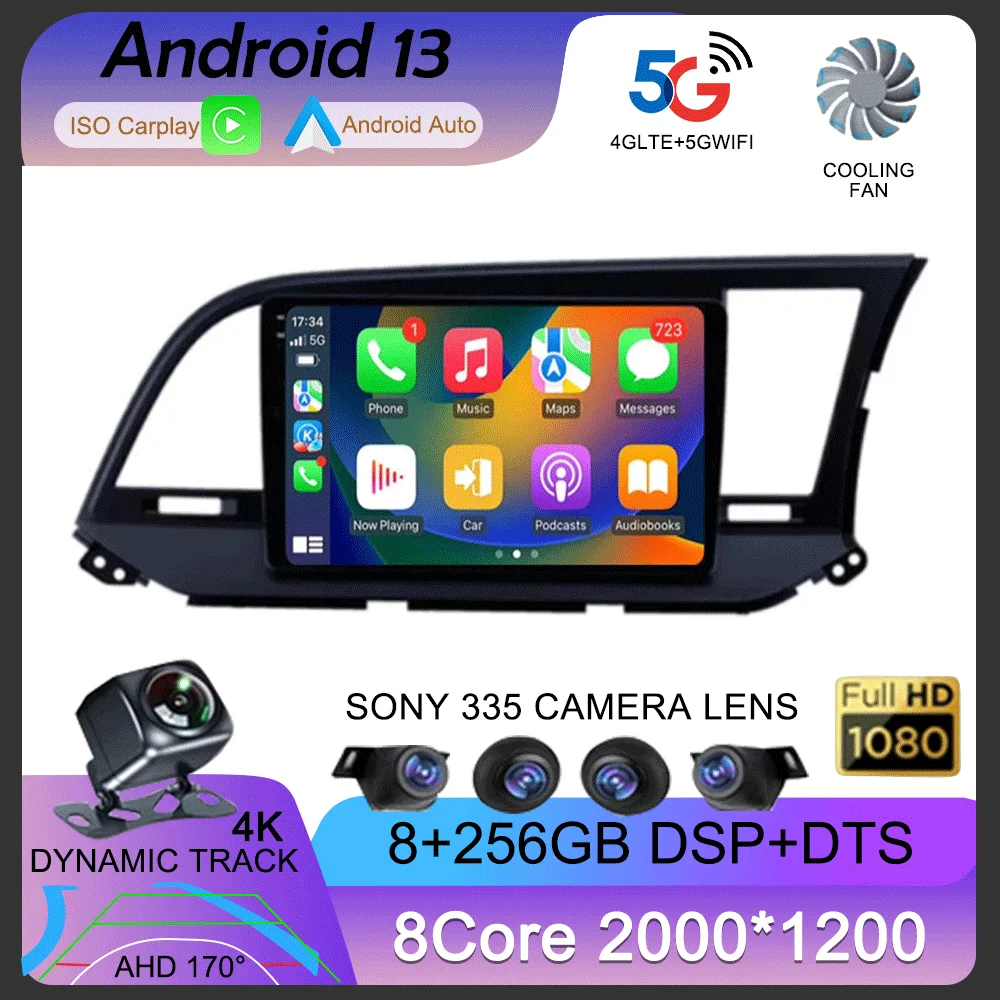 Android 13
ISO Carplay
Android Auto
5G
4GLTE+5GWIFI
COOLING
FAN
17:34
5G
1
723
Phone
Music
Maps
Messages
Now Playing
Car
Podcasts
Audiobooks
SONY 335 CAMERA LENS
Full HD
1080
4K
DYNAMIC TRACK
AHD 170°
8+256GB DSP+DTS
8Core 2000*1200